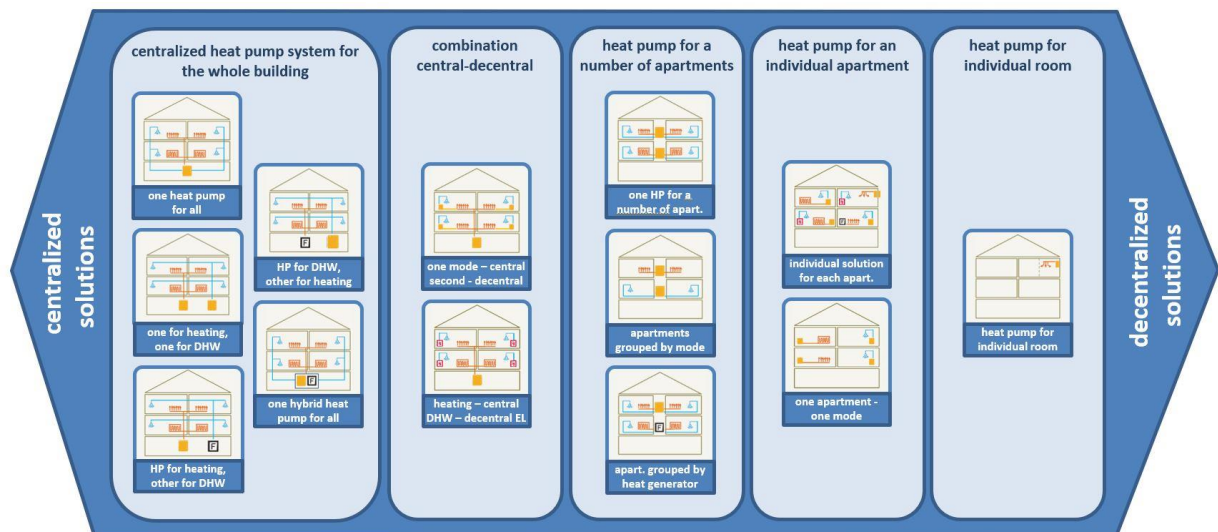 centralized
solutions
centralized heat pump system for
the whole building
one heat pump
for all
one for heating,
one for DHW
F
HP for heating,
other for DHW
F
HP for DHW,
other for heating
F
one hybrid heat
pump for all
combination
central-decentral
one mode – central
second - decentral
heating – central
DHW – decentral EL
heat pump for a
number of apartments
one HP for a
number of apart.
apartments
grouped by mode
F
apart. grouped by
heat generator
heat pump for an
individual apartment
F
individual solution
for each apart.
one apartment -
one mode
heat pump for
individual room
heat pump for
individual room
decentralized
solutions